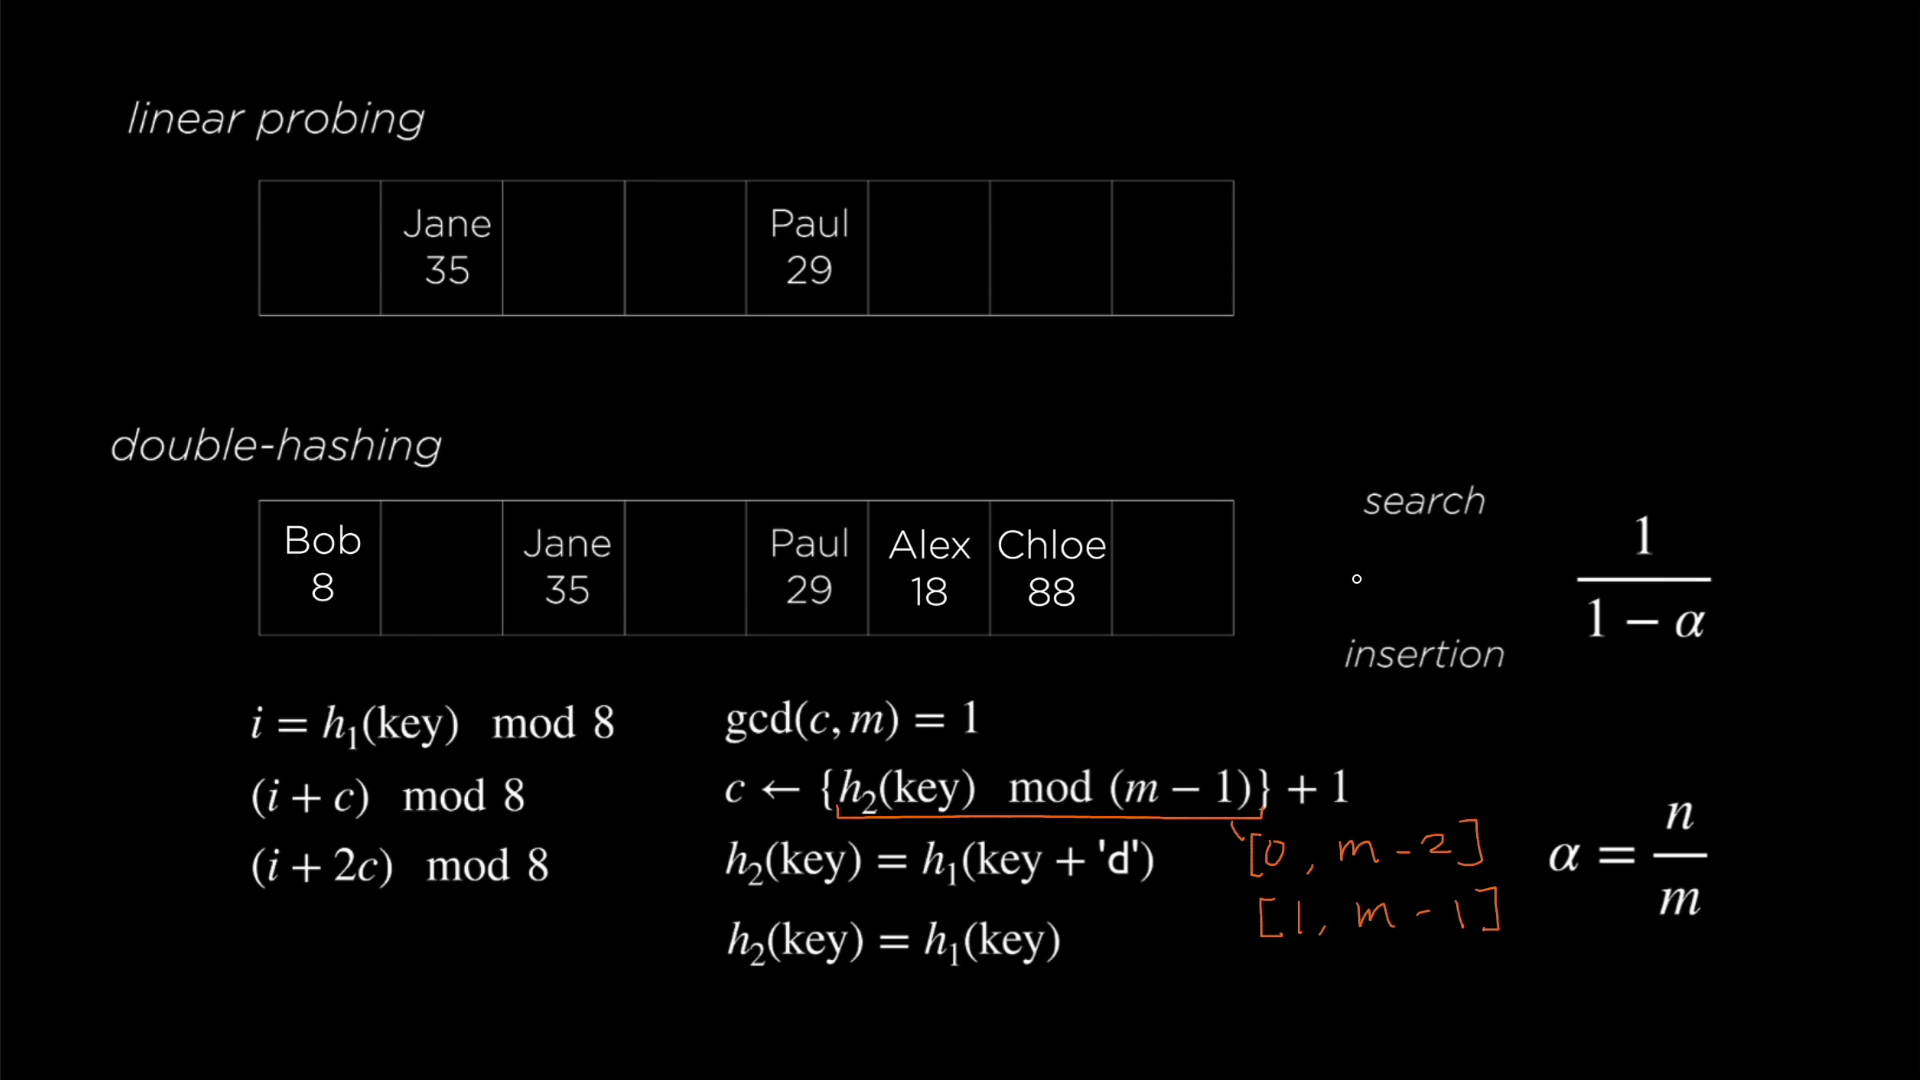 linear probing
Jane Paul
35 29
double-hashing
Bob Jane Paul Alex Chloe
8 35 29 18 88
search
insertion
1
1 − α
i = h₁(key) mod 8
(i + c) mod 8
(i + 2c) mod 8
gcd(c, m) = 1
c ← {h₂(key) mod (m − 1)} + 1
h₂(key) = h₁(key + 'd')
h₂(key) = h₁(key)
[0, m-2]
[1, m-1]
α = n
m